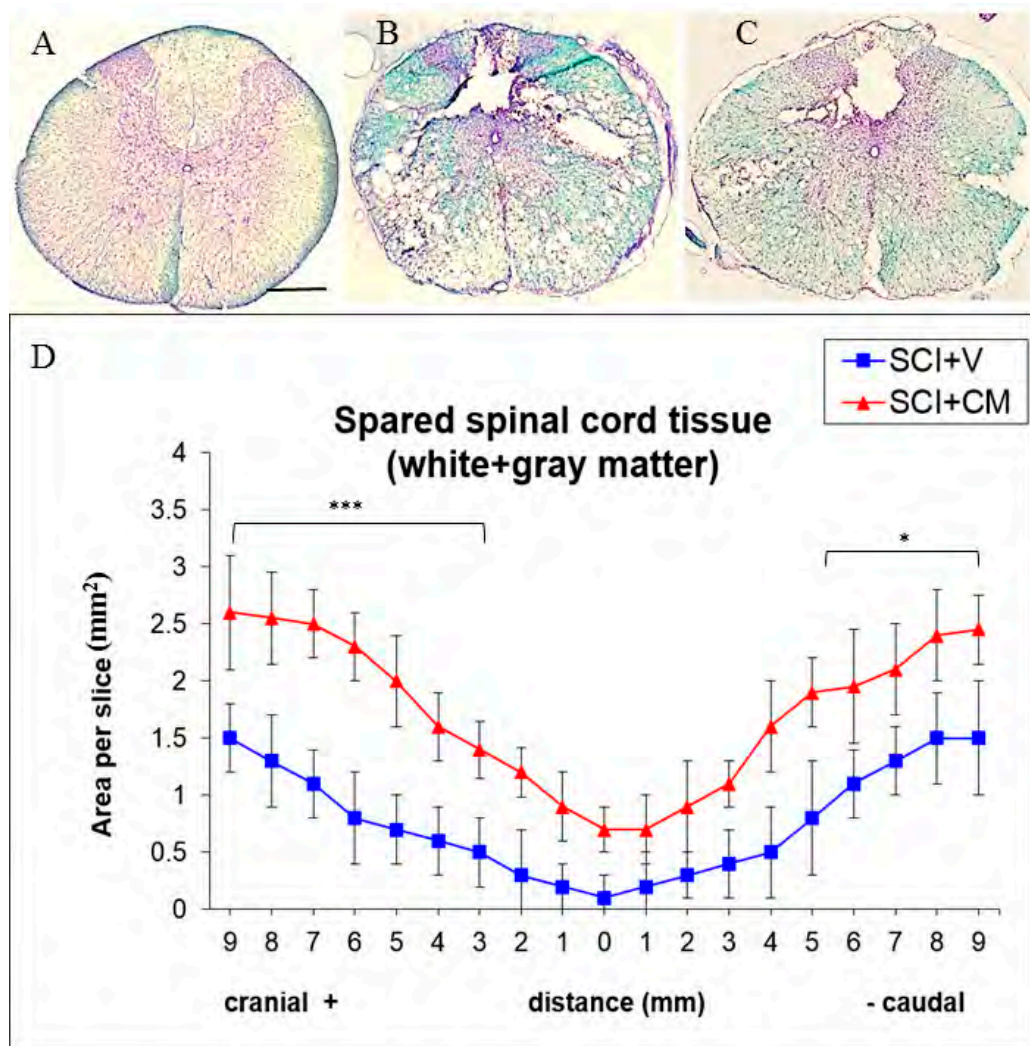 A
B
C
D
SCI+V
SCI+CM
Spared spinal cord tissue
(white+gray matter)
4
3.5
3
2.5
2
1.5
1
0.5
0
***
*
Area per slice (mm²)
9 8 7 6 5 4 3 2 1 0 1 2 3 4 5 6 7 8 9
cranial + distance (mm) - caudal